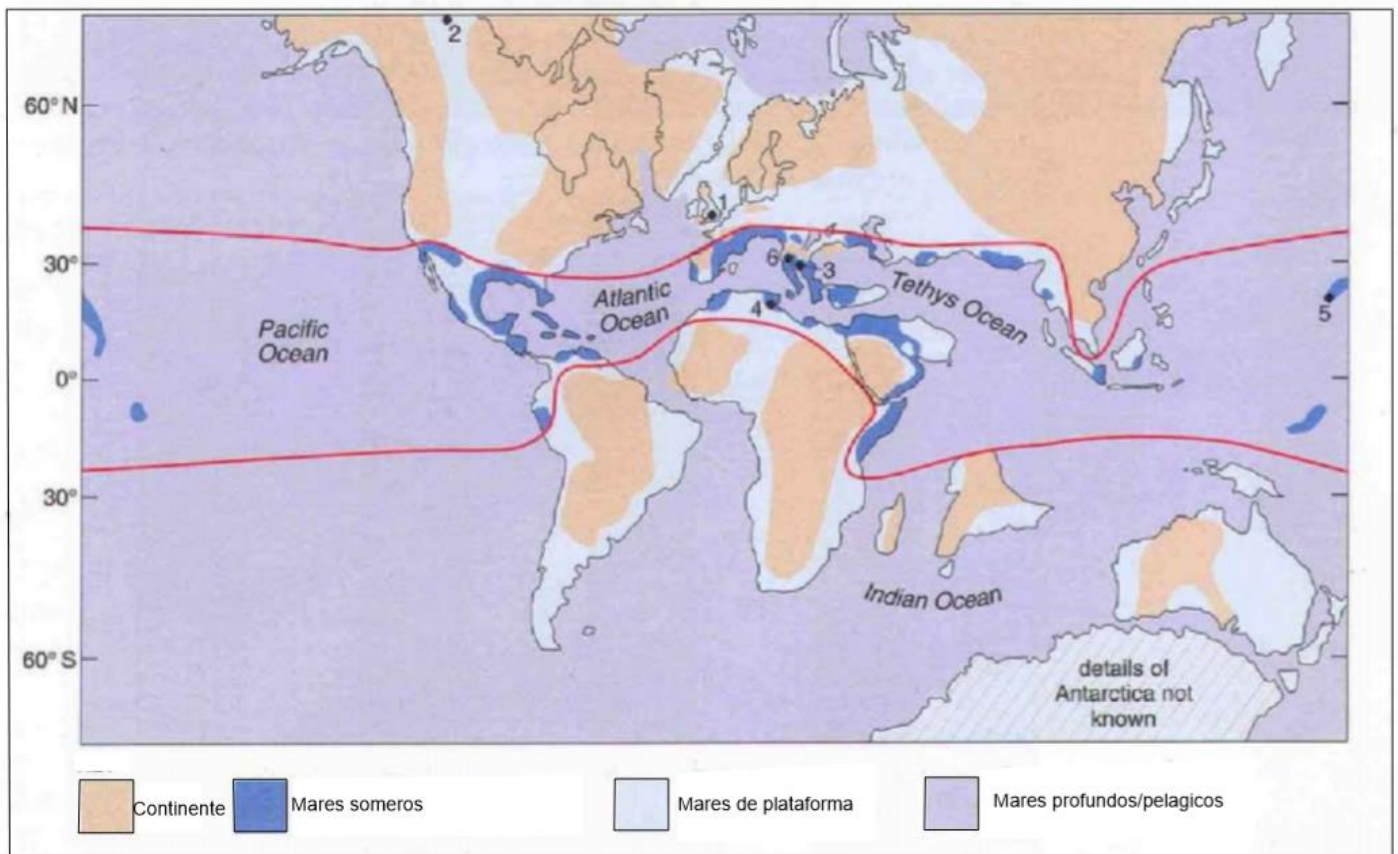 2
60°N
1
30°
6
3
Atlantic
Ocean
4
Tethys Ocean
5
Pacific
Ocean
0°
30°
Indian Ocean
60°S
details of
Antarctica not
known
Continente
Mares someros
Mares de plataforma
Mares profundos/pelagicos